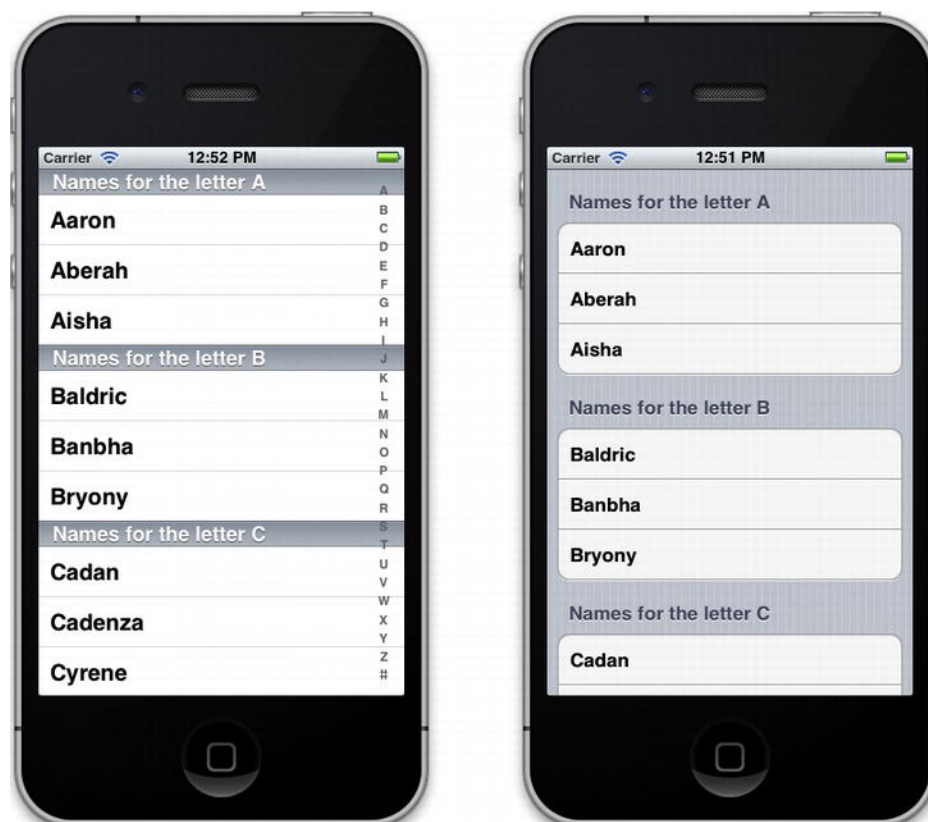 Carrier 12:52 PM
Names for the letter A
Aaron
Aberah
Aisha
Names for the letter B
Baldric
Banbha
Bryony
Names for the letter C
Cadan
Cadenza
Cyrene
A
B
C
D
E
F
G
H
I
J
K
L
M
N
O
P
Q
R
S
T
U
V
W
X
Y
Z
#
Carrier 12:51 PM
Names for the letter A
Aaron
Aberah
Aisha
Names for the letter B
Baldric
Banbha
Bryony
Names for the letter C
Cadan